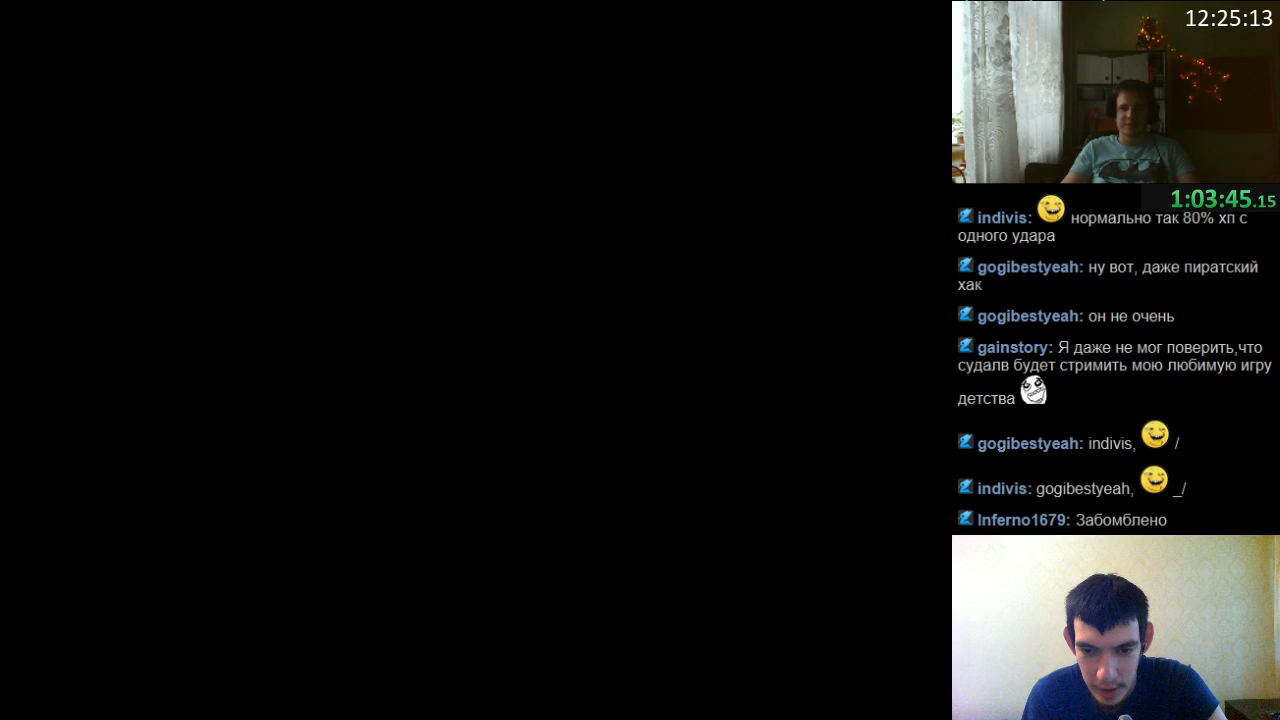 12:25:13
1:03:45.15
indivis: нормально так 80% хп с
одного удара
gogibestyeah: ну вот, даже пиратский
хак
gogibestyeah: он не очень
gainstory: Я даже не мог поверить,что
судалв будет стримить мою любимую игру
детства
gogibestyeah: indivis, /
indivis: gogibestyeah, _/
Inferno1679: Забомблено